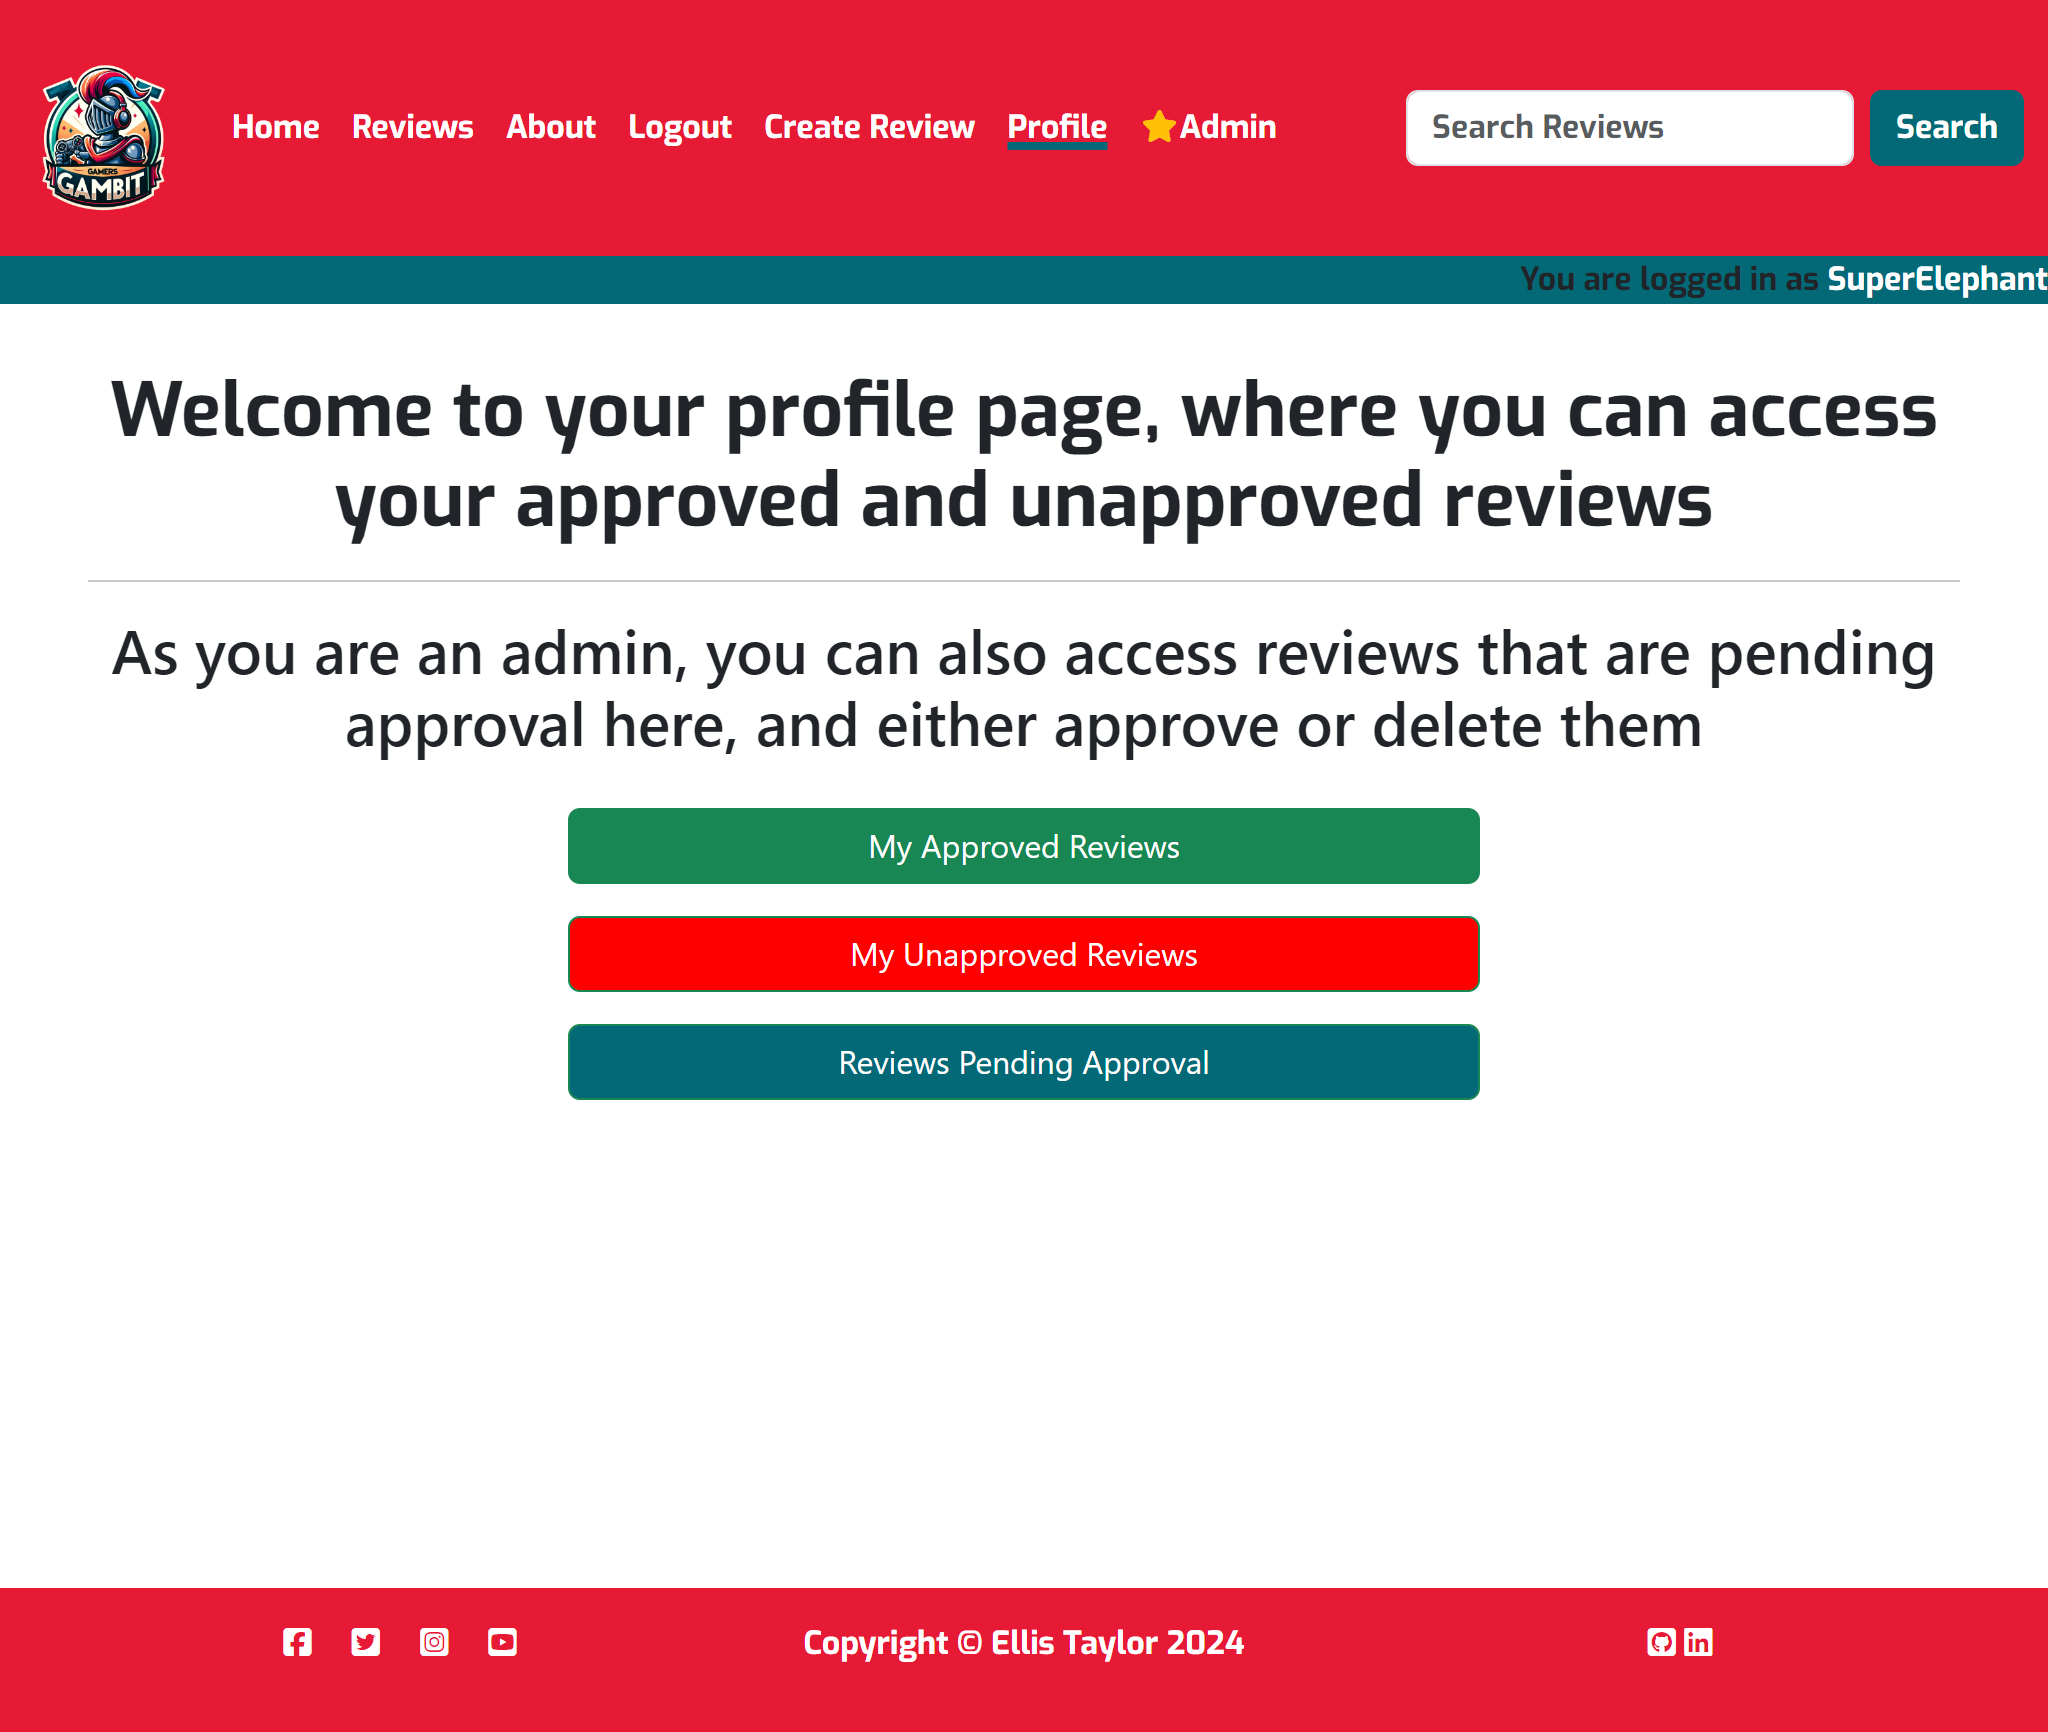 GAMERS
GAMBIT
Home Reviews About Logout Create Review Profile Admin
Search Reviews Search
You are logged in as SuperElephant
Welcome to your profile page, where you can access
your approved and unapproved reviews
As you are an admin, you can also access reviews that are pending
approval here, and either approve or delete them
My Approved Reviews
My Unapproved Reviews
Reviews Pending Approval
Copyright © Ellis Taylor 2024